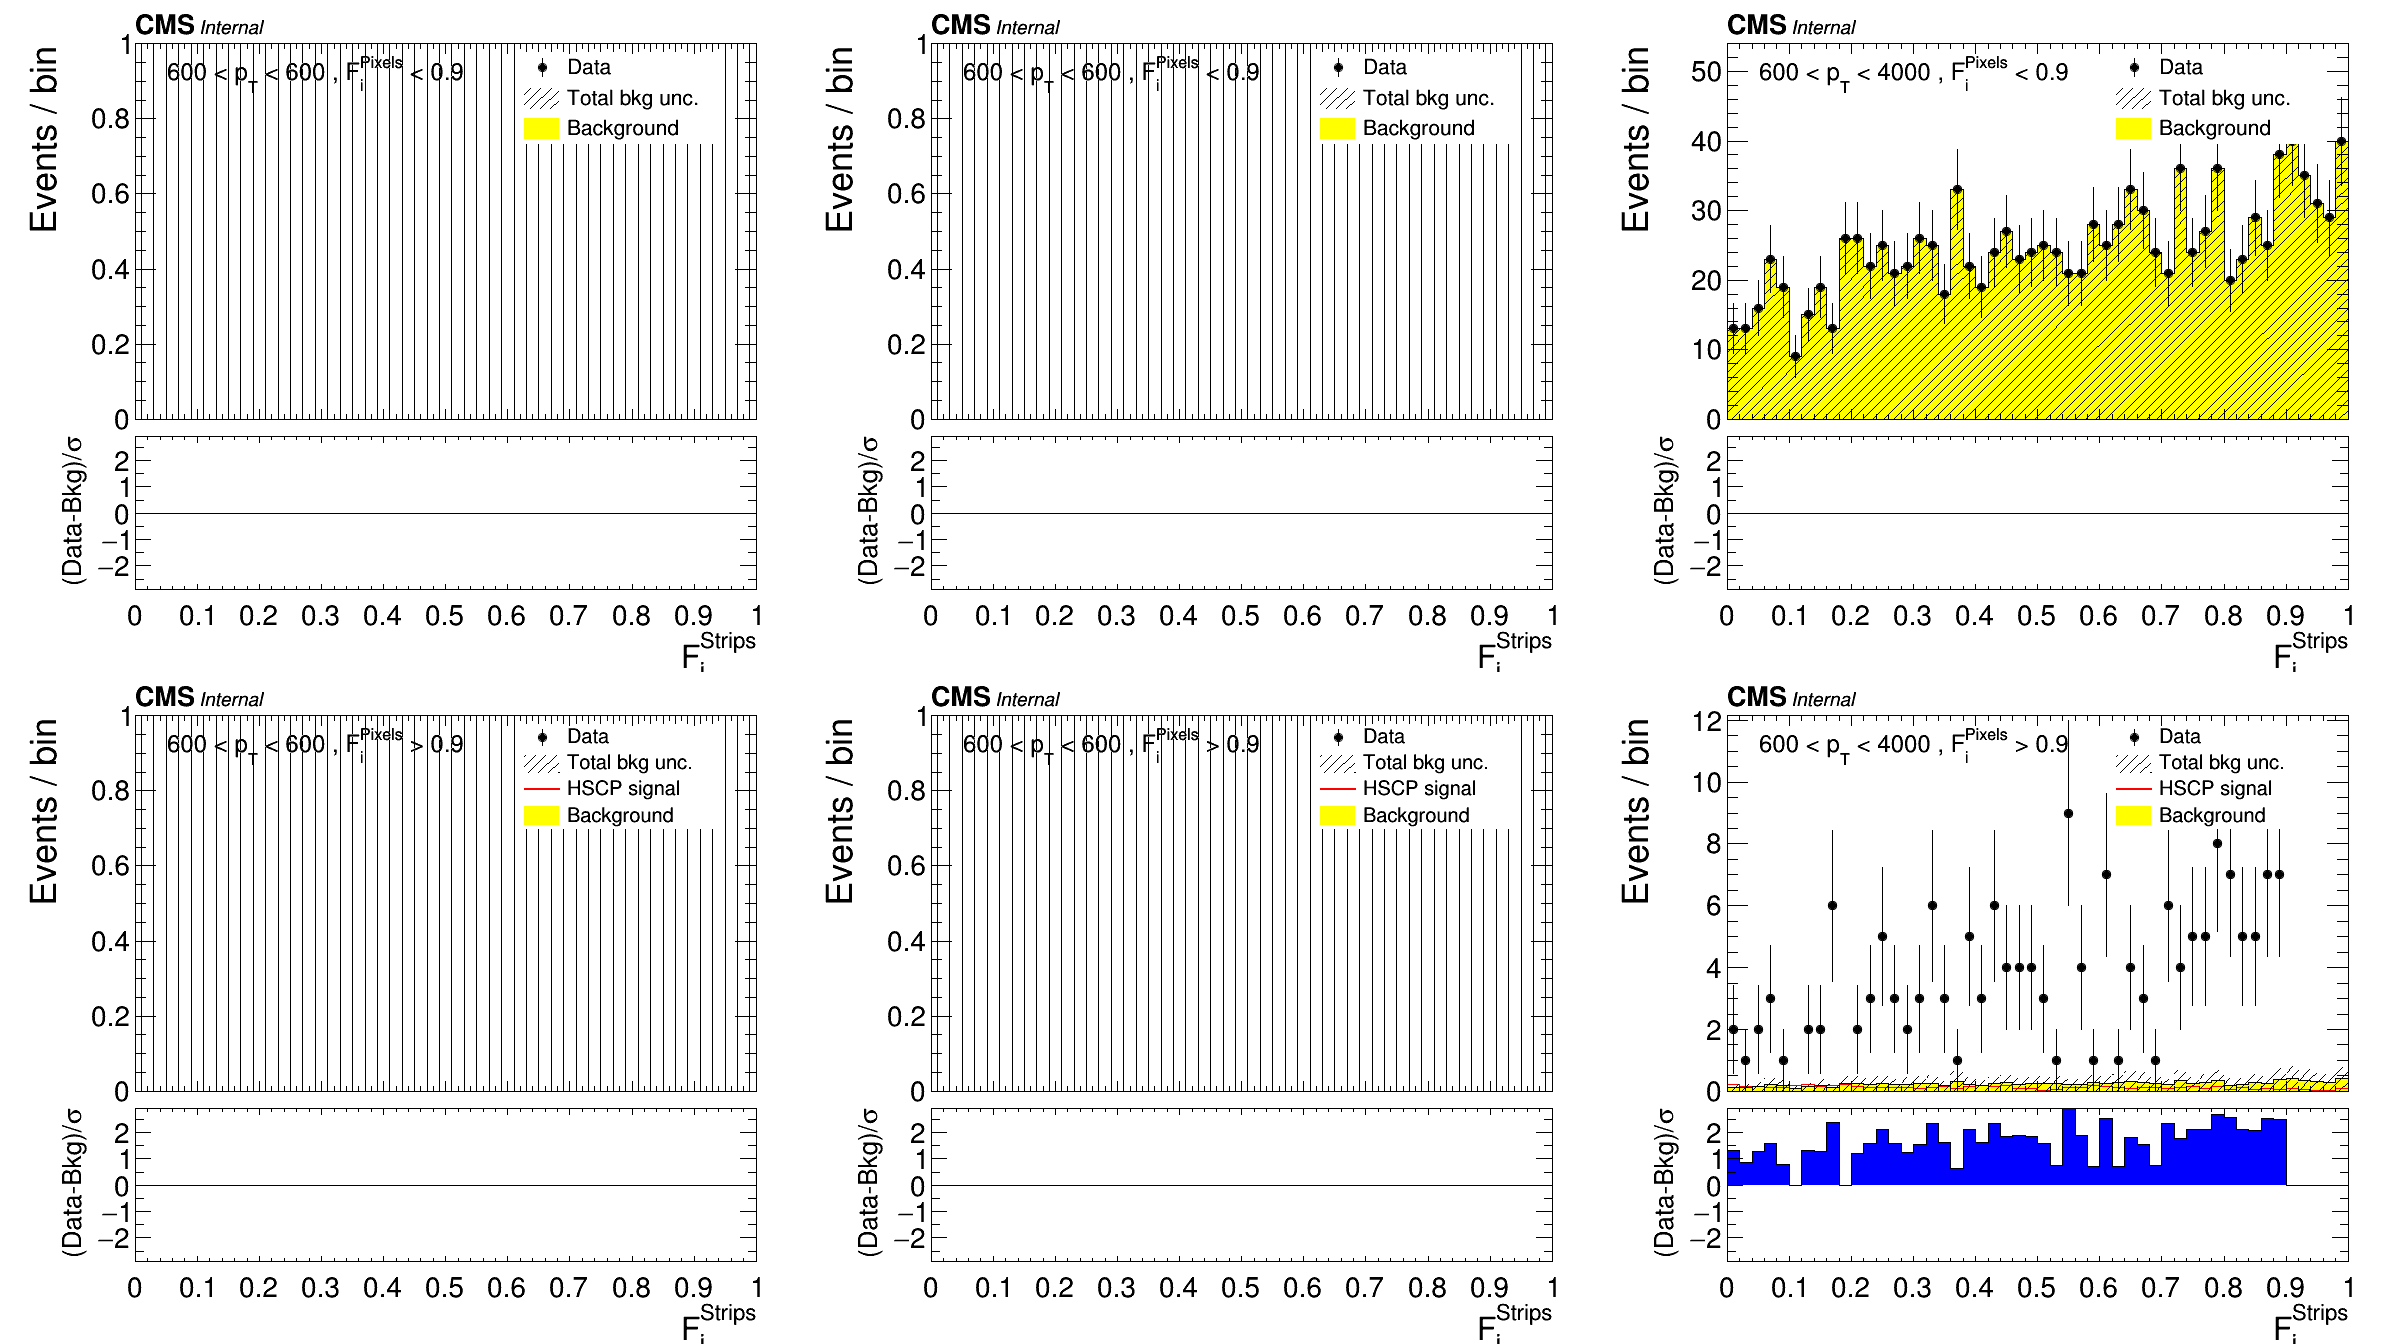 CMS Internal
Events / bin
600 < pT < 600 , FiPixels < 0.9
Data
Total bkg unc.
Background
1
0.8
0.6
0.4
0.2
0
(Data-Bkg)/σ
2
1
0
−1
−2
0 0.1 0.2 0.3 0.4 0.5 0.6 0.7 0.8 0.9 1
FiStrips
CMS Internal
Events / bin
600 < pT < 600 , FiPixels < 0.9
Data
Total bkg unc.
Background
1
0.8
0.6
0.4
0.2
0
(Data-Bkg)/σ
2
1
0
−1
−2
0 0.1 0.2 0.3 0.4 0.5 0.6 0.7 0.8 0.9 1
FiStrips
CMS Internal
Events / bin
600 < pT < 4000 , FiPixels < 0.9
Data
Total bkg unc.
Background
50
40
30
20
10
0
(Data-Bkg)/σ
2
1
0
−1
−2
0 0.1 0.2 0.3 0.4 0.5 0.6 0.7 0.8 0.9 1
FiStrips
CMS Internal
Events / bin
600 < pT < 600 , FiPixels > 0.9
Data
Total bkg unc.
HSCP signal
Background
1
0.8
0.6
0.4
0.2
0
(Data-Bkg)/σ
2
1
0
−1
−2
0 0.1 0.2 0.3 0.4 0.5 0.6 0.7 0.8 0.9 1
FiStrips
CMS Internal
Events / bin
600 < pT < 600 , FiPixels > 0.9
Data
Total bkg unc.
HSCP signal
Background
1
0.8
0.6
0.4
0.2
0
(Data-Bkg)/σ
2
1
0
−1
−2
0 0.1 0.2 0.3 0.4 0.5 0.6 0.7 0.8 0.9 1
FiStrips
CMS Internal
Events / bin
600 < pT < 4000 , FiPixels > 0.9
Data
Total bkg unc.
HSCP signal
Background
12
10
8
6
4
2
0
(Data-Bkg)/σ
2
1
0
−1
−2
0 0.1 0.2 0.3 0.4 0.5 0.6 0.7 0.8 0.9 1
FiStrips